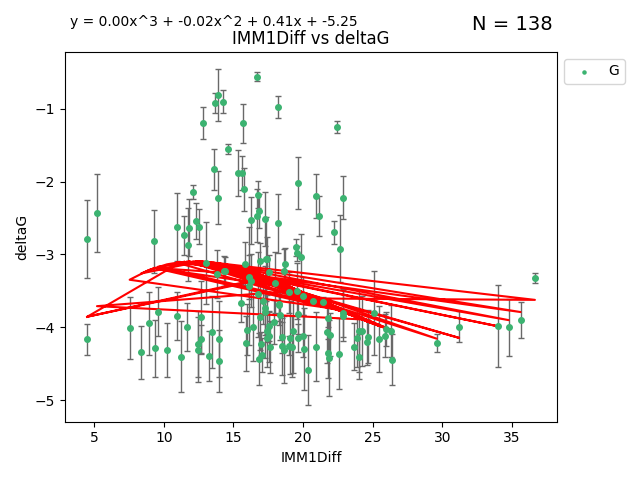 y = 0.00x^3 + -0.02x^2 + 0.41x + -5.25
N = 138
IMM1Diff vs deltaG
G
deltaG
−1
−2
−3
−4
−5
5 10 15 20 25 30 35
IMM1Diff